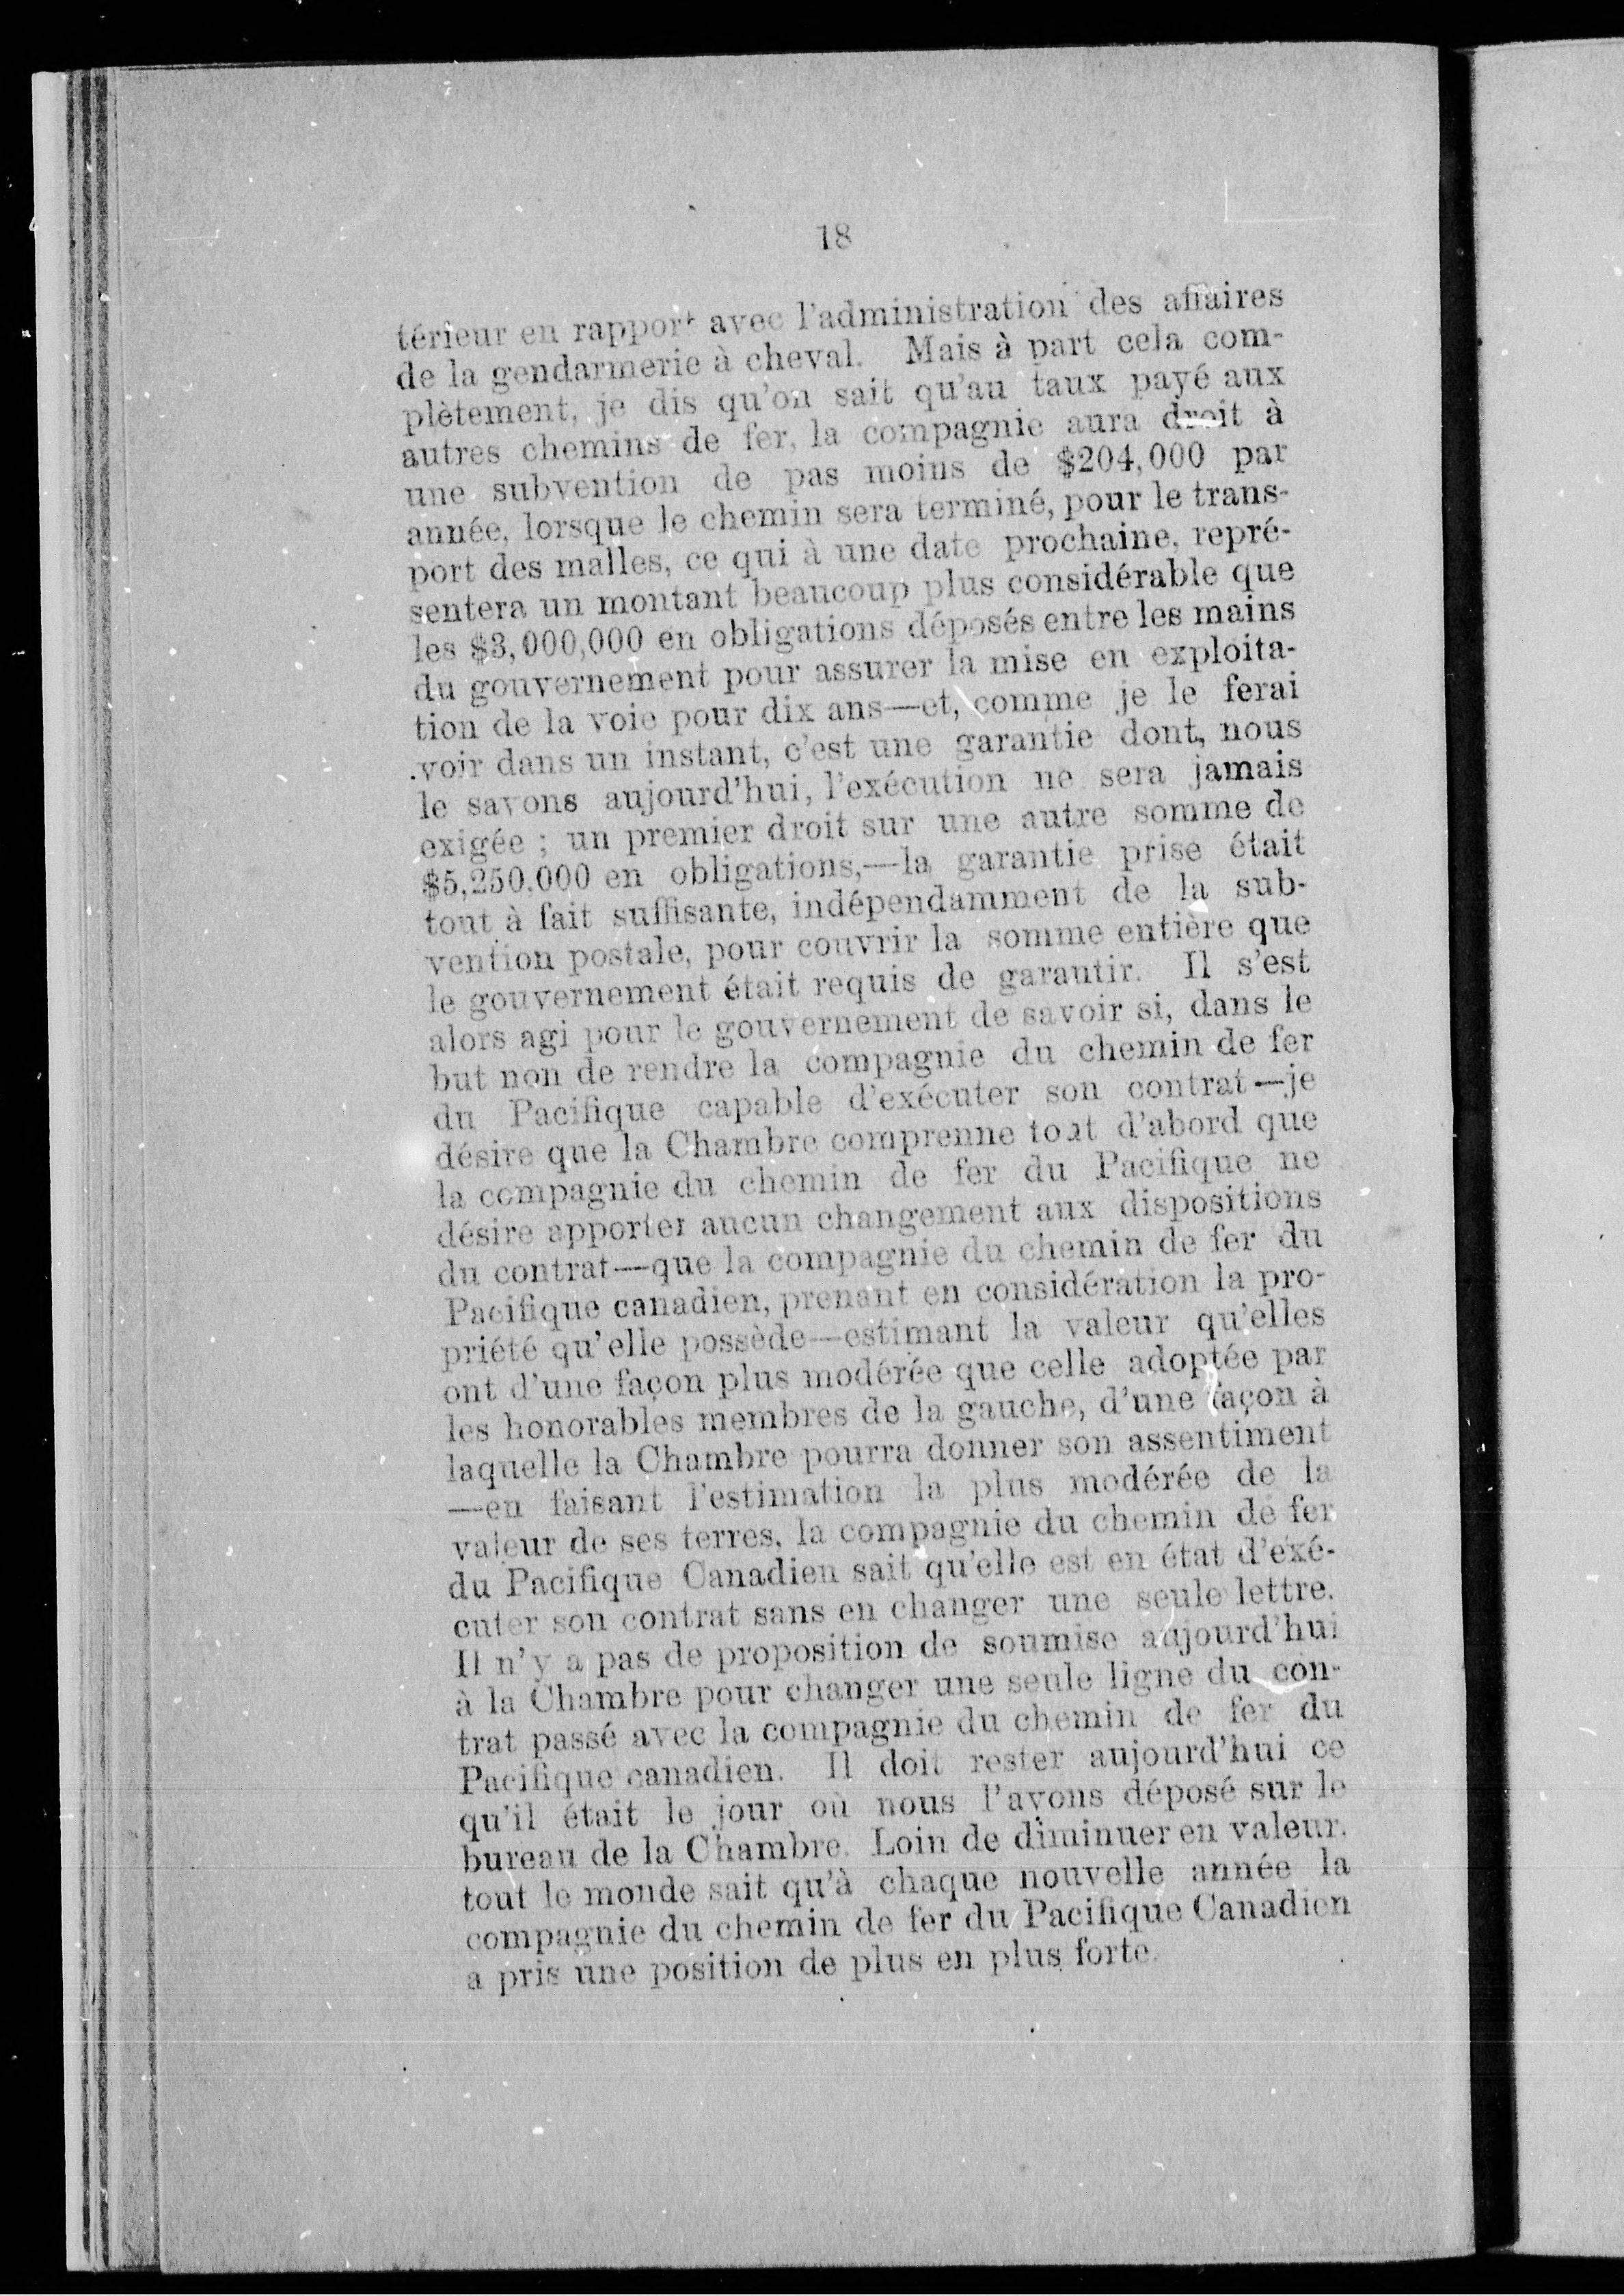 18
térieur en rapport avec l'administration des affaires
de la gendarmerie à cheval. Mais à part cela com-
plètement, je dis qu'on sait qu'au taux payé aux
autres chemins de fer, la compagnie aura droit à
une subvention de pas moins de $204,000 par
année, lorsque le chemin sera terminé, pour le trans-
port des malles, ce qui à une date prochaine, repré-
sentera un montant beaucoup plus considérable que
les $3,000,000 en obligations déposés entre les mains
du gouvernement pour assurer la mise en exploita-
tion de la voie pour dix ans—et, comme je le ferai
voir dans un instant, c'est une garantie dont, nous
le savons aujourd'hui, l'exécution ne sera jamais
exigée ; un premier droit sur une autre somme de
$5,250,000 en obligations,—la garantie prise était
tout à fait suffisante, indépendamment de la sub-
vention postale, pour couvrir la somme entière que
le gouvernement était requis de garantir. Il s'est
alors agi pour le gouvernement de savoir si, dans le
but non de rendre la compagnie du chemin de fer
du Pacifique capable d'exécuter son contrat—je
désire que la Chambre comprenne tout d'abord que
la compagnie du chemin de fer du Pacifique ne
désire apporter aucun changement aux dispositions
du contrat—que la compagnie du chemin de fer du
Pacifique canadien, prenant en considération la pro-
priété qu'elle possède—estimant la valeur qu'elles
ont d'une façon plus modérée que celle adoptée par
les honorables membres de la gauche, d'une façon à
laquelle la Chambre pourra donner son assentiment
—en faisant l'estimation la plus modérée de la
valeur de ses terres, la compagnie du chemin de fer
du Pacifique Canadien sait qu'elle est en état d'exé-
cuter son contrat sans en changer une seule lettre.
Il n'y a pas de proposition de soumise aujourd'hui
à la Chambre pour changer une seule ligne du con-
trat passé avec la compagnie du chemin de fer du
Pacifique canadien. Il doit rester aujourd'hui ce
qu'il était le jour où nous l'avons déposé sur le
bureau de la Chambre. Loin de diminuer en valeur,
tout le monde sait qu'à chaque nouvelle année la
compagnie du chemin de fer du Pacifique Canadien
a pris une position de plus en plus forte.